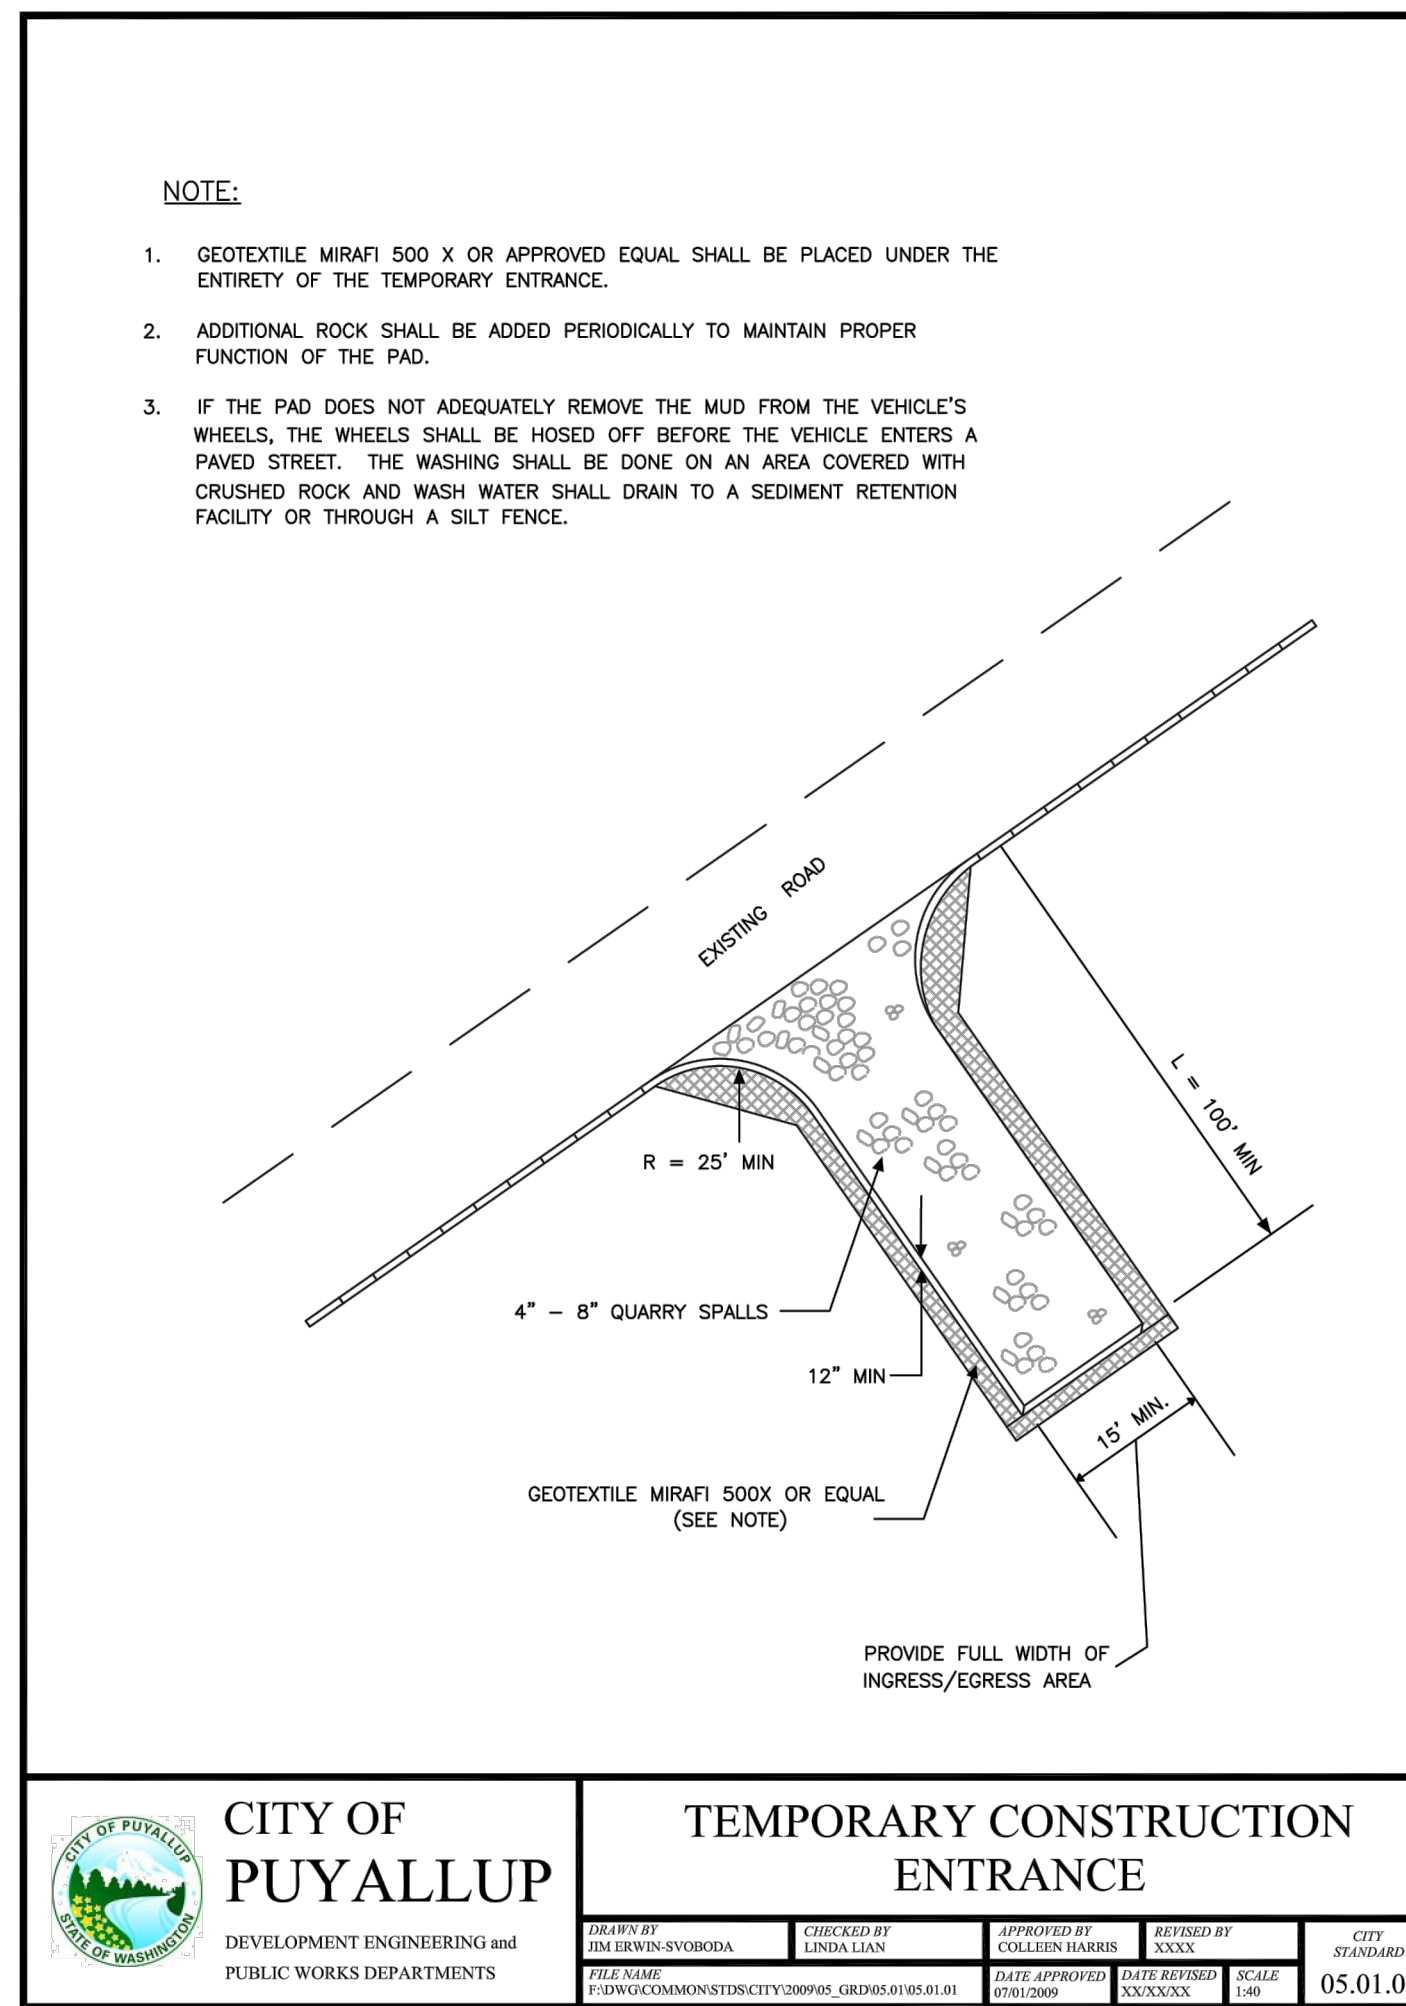 NOTE:
1. GEOTEXTILE MIRAFI 500 X OR APPROVED EQUAL SHALL BE PLACED UNDER THE
ENTIRETY OF THE TEMPORARY ENTRANCE.
2. ADDITIONAL ROCK SHALL BE ADDED PERIODICALLY TO MAINTAIN PROPER
FUNCTION OF THE PAD.
3. IF THE PAD DOES NOT ADEQUATELY REMOVE THE MUD FROM THE VEHICLE'S
WHEELS, THE WHEELS SHALL BE HOSED OFF BEFORE THE VEHICLE ENTERS A
PAVED STREET. THE WASHING SHALL BE DONE ON AN AREA COVERED WITH
CRUSHED ROCK AND WASH WATER SHALL DRAIN TO A SEDIMENT RETENTION
FACILITY OR THROUGH A SILT FENCE.
EXISTING ROAD
L = 100' MIN
R = 25' MIN
4" – 8" QUARRY SPALLS
12" MIN
15' MIN.
GEOTEXTILE MIRAFI 500X OR EQUAL
(SEE NOTE)
PROVIDE FULL WIDTH OF
INGRESS/EGRESS AREA
CITY OF PUYALLUP
STATE OF WASHINGTON
CITY OF
PUYALLUP
DEVELOPMENT ENGINEERING and
PUBLIC WORKS DEPARTMENTS
TEMPORARY CONSTRUCTION
ENTRANCE
DRAWN BY
JIM ERWIN-SVOBODA
CHECKED BY
LINDA LIAN
APPROVED BY
COLLEEN HARRIS
REVISED BY
XXXX
FILE NAME
F:\DWG\COMMON\STDS\CITY\2009\05_GRD\05.01\05.01.01
DATE APPROVED
07/01/2009
DATE REVISED
XX/XX/XX
SCALE
1:40
CITY
STANDARD
05.01.0